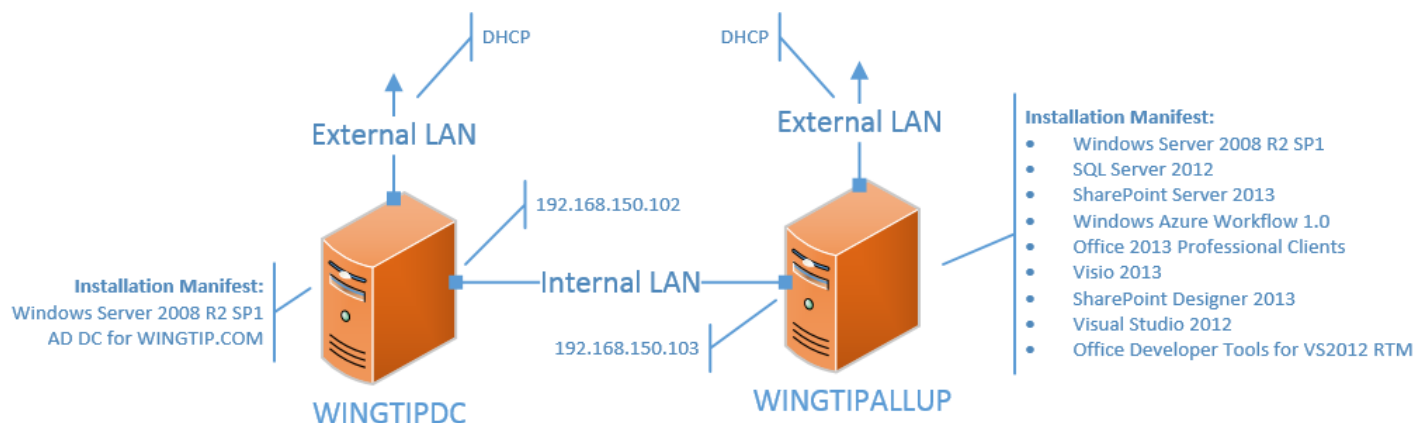 DHCP
DHCP
External LAN
External LAN
Installation Manifest:
• Windows Server 2008 R2 SP1
• SQL Server 2012
• SharePoint Server 2013
• Windows Azure Workflow 1.0
• Office 2013 Professional Clients
• Visio 2013
• SharePoint Designer 2013
• Visual Studio 2012
• Office Developer Tools for VS2012 RTM
192.168.150.102
Installation Manifest:
Windows Server 2008 R2 SP1
AD DC for WINGTIP.COM
Internal LAN
192.168.150.103
WINGTIPDC
WINGTIPALLUP